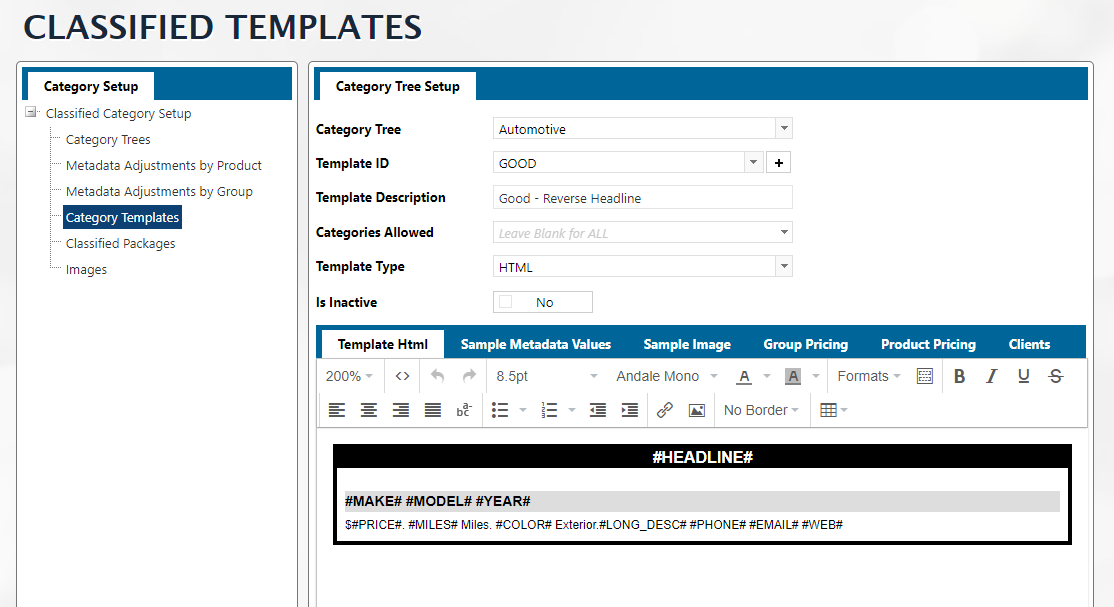 CLASSIFIED TEMPLATES
Category Setup
Classified Category Setup
Category Trees
Metadata Adjustments by Product
Metadata Adjustments by Group
Category Templates
Classified Packages
Images
Category Tree Setup
Category Tree Automotive
Template ID GOOD +
Template Description Good - Reverse Headline
Categories Allowed Leave Blank for ALL
Template Type HTML
Is Inactive No
Template Html Sample Metadata Values Sample Image Group Pricing Product Pricing Clients
200% <> 8.5pt Andale Mono A A Formats B I U S
abc a- No Border
#HEADLINE#
#MAKE# #MODEL# #YEAR#
$#PRICE#. #MILES# Miles. #COLOR# Exterior.#LONG_DESC# #PHONE# #EMAIL# #WEB#